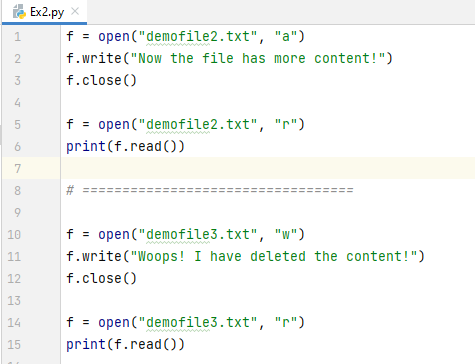 Ex2.py
1 f = open("demofile2.txt", "a")
2 f.write("Now the file has more content!")
3 f.close()
4
5 f = open("demofile2.txt", "r")
6 print(f.read())
7
8 # ==================================
9
10 f = open("demofile3.txt", "w")
11 f.write("Woops! I have deleted the content!")
12 f.close()
13
14 f = open("demofile3.txt", "r")
15 print(f.read())